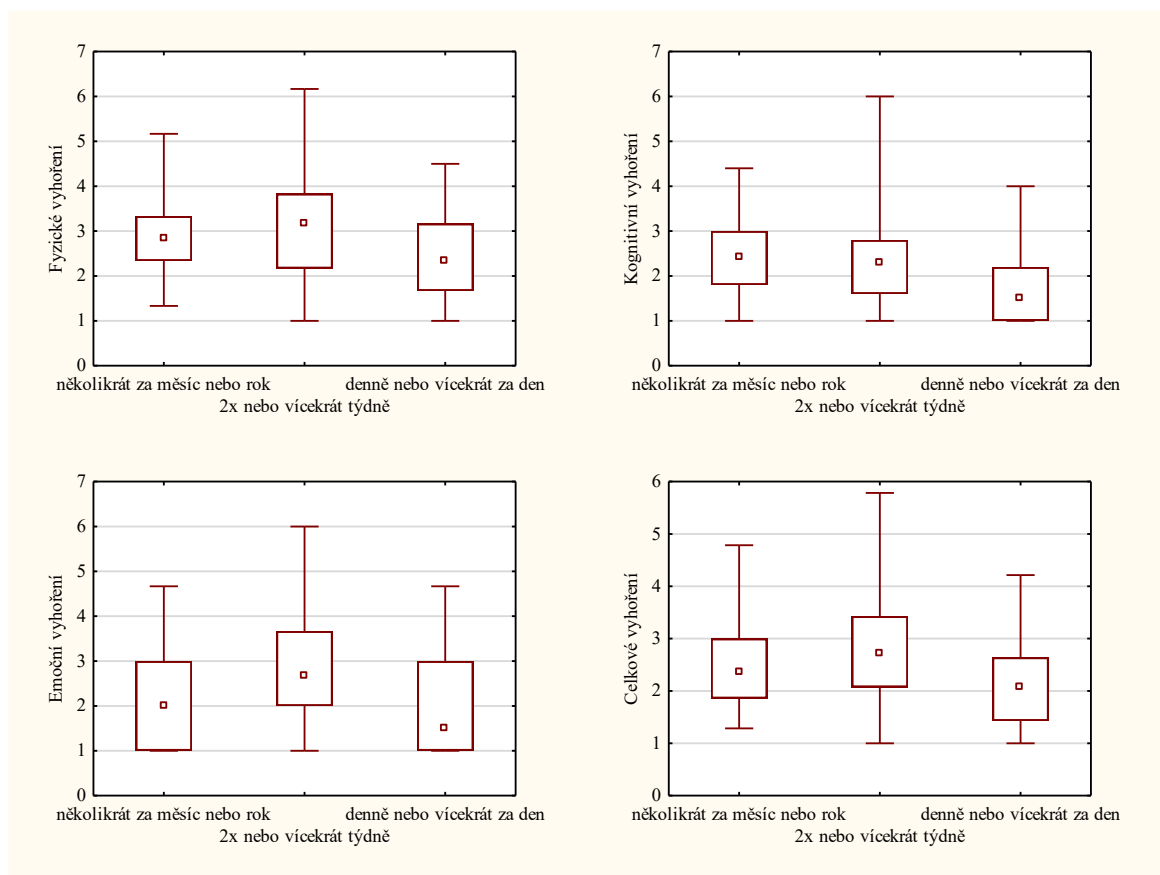 7
6
5
4
3
2
1
0
Fyzické vyhoření
několikrát za měsíc nebo rok
denně nebo vícekrát za den
2x nebo vícekrát týdně
7
6
5
4
3
2
1
0
Kognitivní vyhoření
několikrát za měsíc nebo rok
denně nebo vícekrát za den
2x nebo vícekrát týdně
7
6
5
4
3
2
1
0
Emoční vyhoření
několikrát za měsíc nebo rok
denně nebo vícekrát za den
2x nebo vícekrát týdně
6
5
4
3
2
1
0
Celkové vyhoření
několikrát za měsíc nebo rok
denně nebo vícekrát za den
2x nebo vícekrát týdně